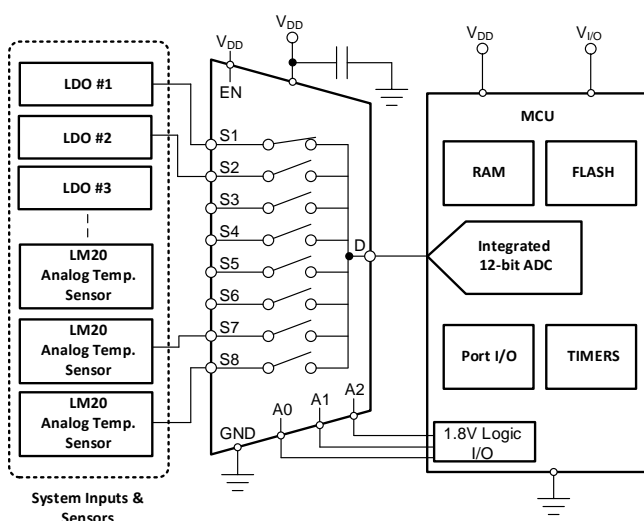 LDO #1
LDO #2
LDO #3
LM20
Analog Temp.
Sensor
LM20
Analog Temp.
Sensor
LM20
Analog Temp.
Sensor
System Inputs &
Sensors
VDD
EN
VDD
S1
S2
S3
S4
S5
S6
S7
S8
D
GND
A0
A1
A2
VDD
VI/O
MCU
RAM
FLASH
Integrated
12-bit ADC
Port I/O
TIMERS
1.8V Logic
I/O